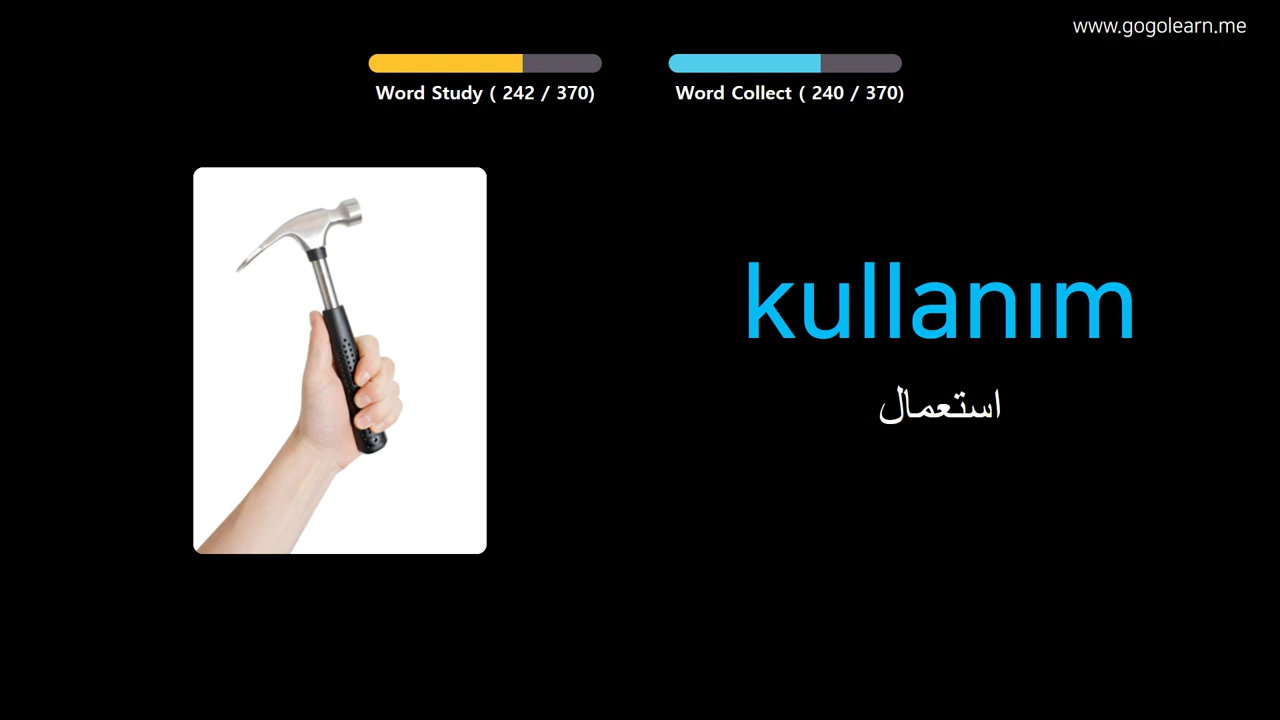 www.gogolearn.me
Word Study ( 242 / 370)
Word Collect ( 240 / 370)
kullanım
استعمال